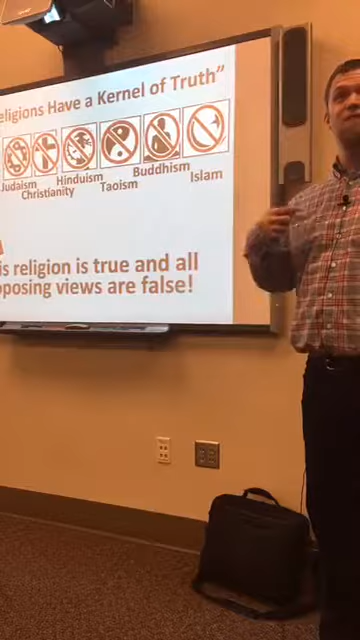 eligions Have a Kernel of Truth"
Judaism Christianity Hinduism Taoism Buddhism Islam
is religion is true and all
posing views are false!